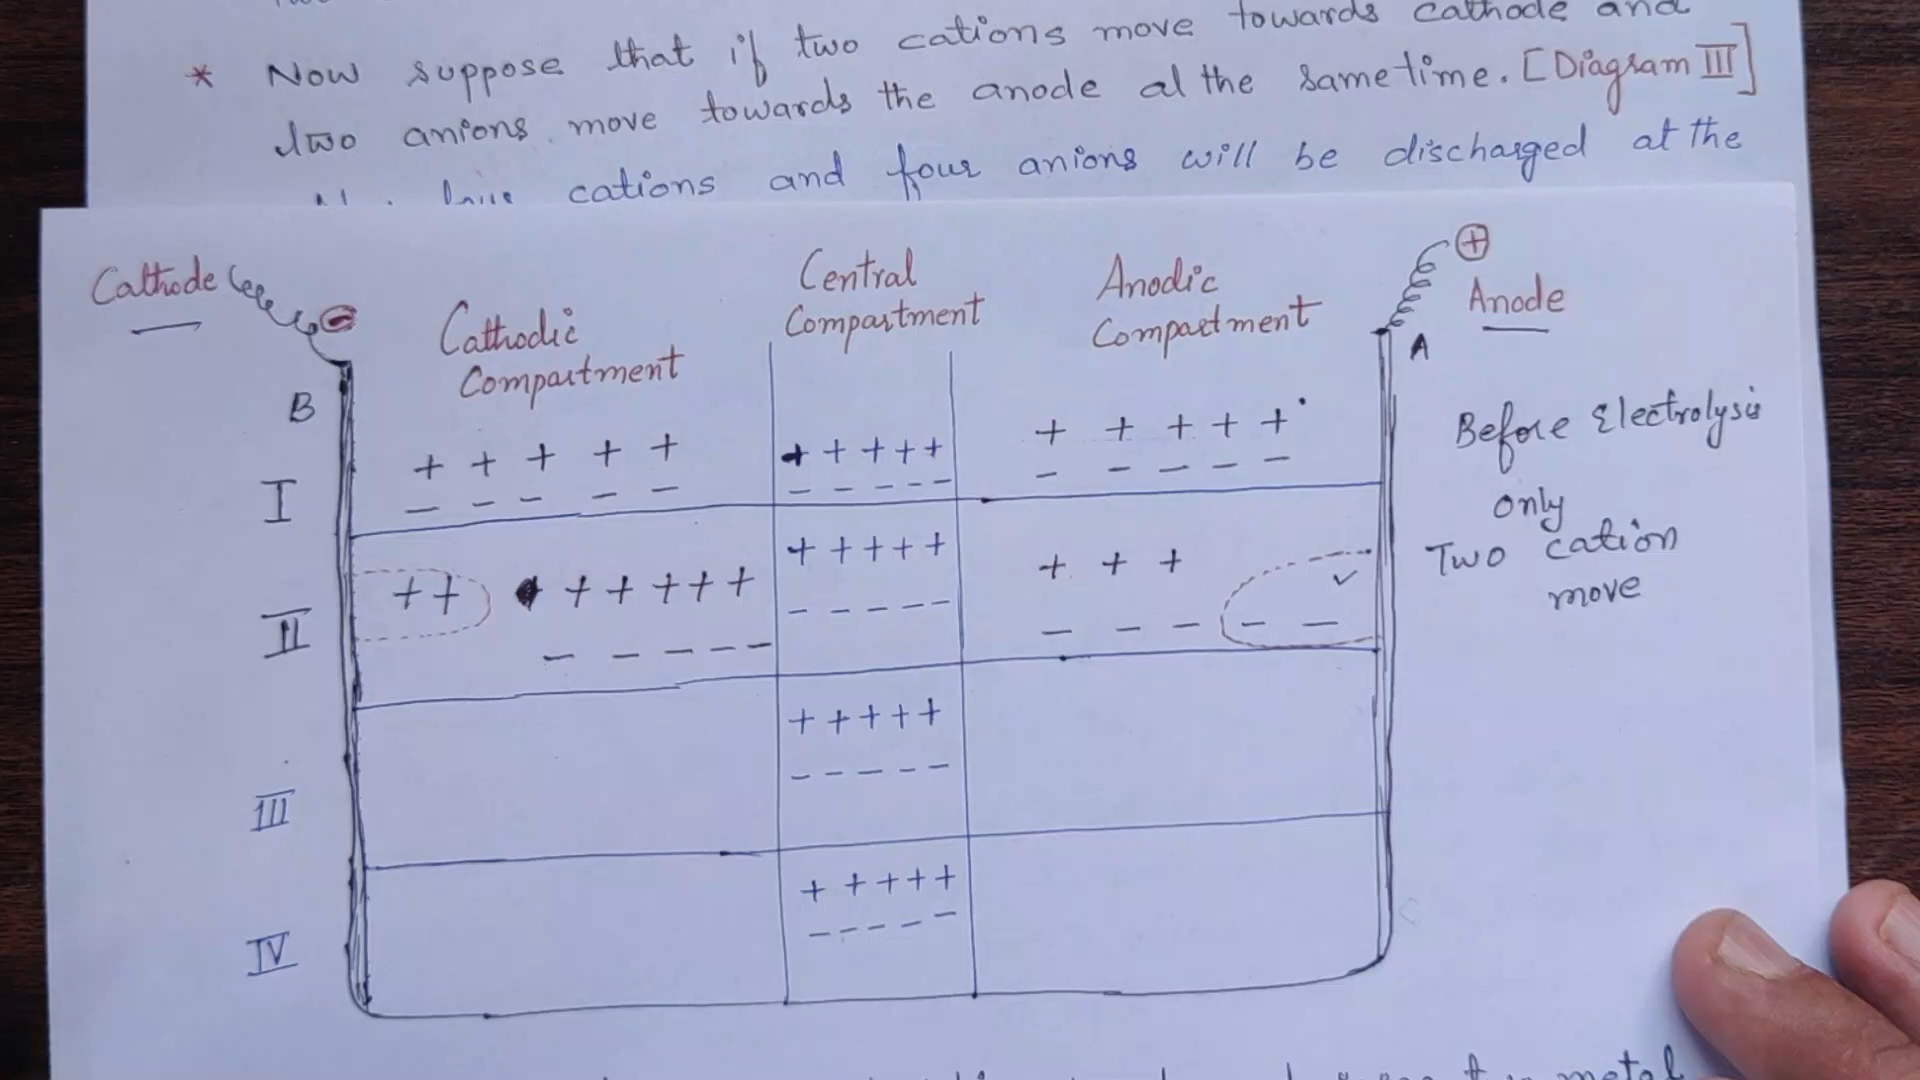 * Now suppose that if two cations move towards cathode and
two anions move towards the anode at the same time. [Diagram III]
cations and four anions will be discharged at the
Cathode
-
Cathodic
Compartment
Central
Compartment
Anodic
Compartment
+
Anode
B
A
I
+ + + + +
- - - - -
+ + + + +
- - - - -
+ + + + +
- - - - -
Before Electrolysis
II
+ + + + + + +
- - - - -
+ + + + +
- - - - -
+ + +
- - - - -
✓
only
Two cation
move
III
+ + + + +
- - - - -
IV
+ + + + +
- - - - -
metal